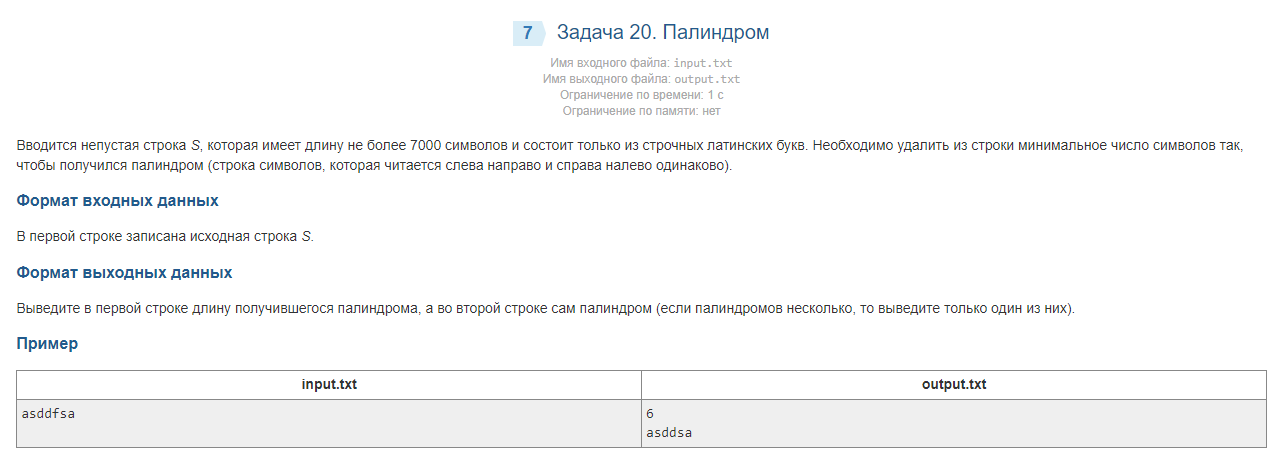 7 Задача 20. Палиндром
Имя входного файла: input.txt
Имя выходного файла: output.txt
Ограничение по времени: 1 с
Ограничение по памяти: нет
Вводится непустая строка S, которая имеет длину не более 7000 символов и состоит только из строчных латинских букв. Необходимо удалить из строки минимальное число символов так,
чтобы получился палиндром (строка символов, которая читается слева направо и справа налево одинаково).
Формат входных данных
В первой строке записана исходная строка S.
Формат выходных данных
Выведите в первой строке длину получившегося палиндрома, а во второй строке сам палиндром (если палиндромов несколько, то выведите только один из них).
Пример
input.txt output.txt
asddfsa 6
asddsa